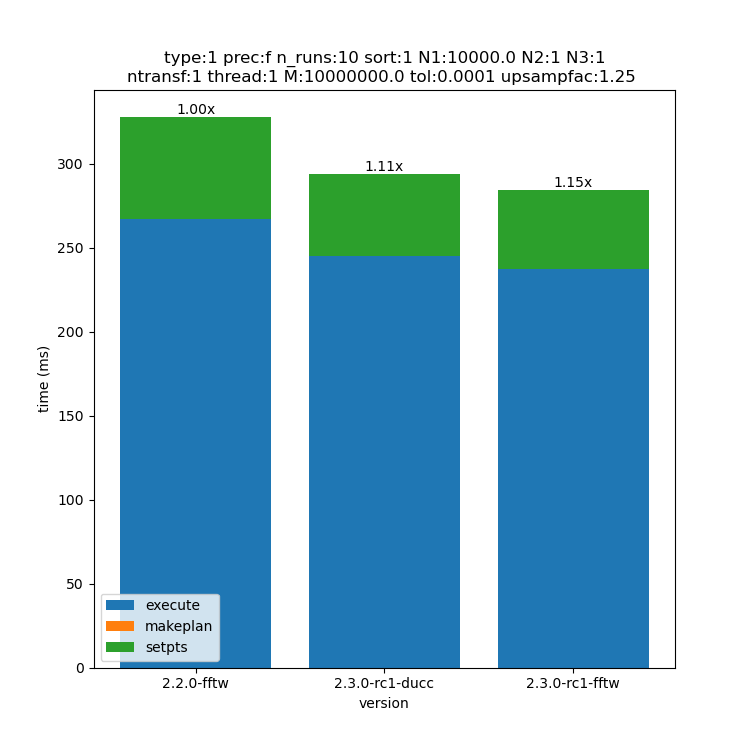 type:1 prec:f n_runs:10 sort:1 N1:10000.0 N2:1 N3:1
ntransf:1 thread:1 M:10000000.0 tol:0.0001 upsampfac:1.25
1.00x
1.11x
1.15x
300
250
200
150
100
50
0
time (ms)
execute
makeplan
setpts
2.2.0-fftw
2.3.0-rc1-ducc
2.3.0-rc1-fftw
version